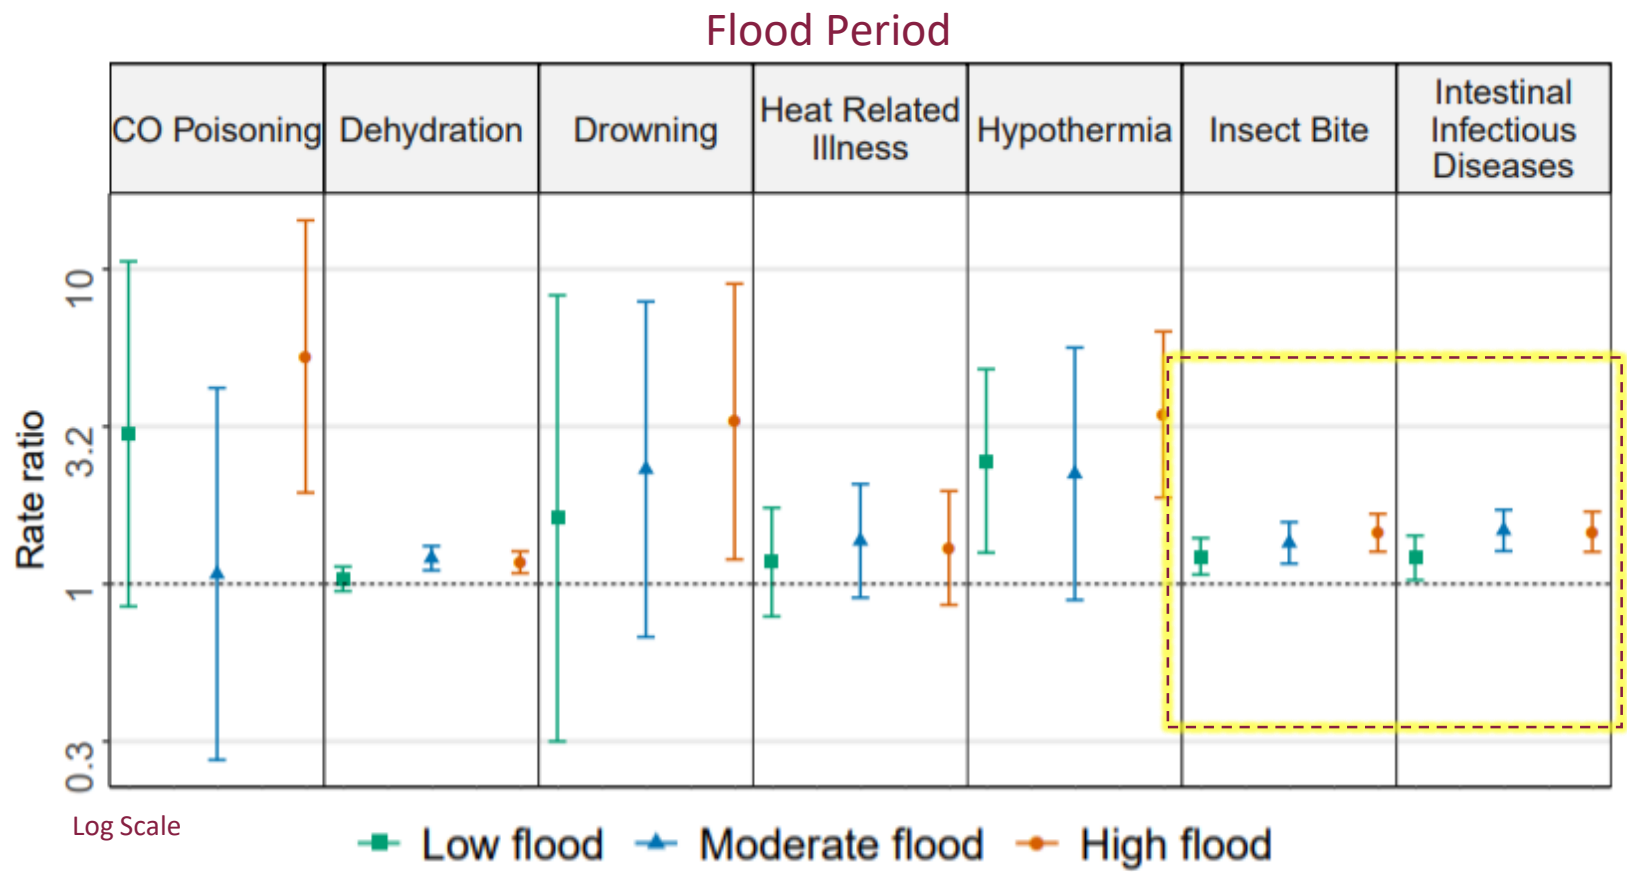 Flood Period
CO Poisoning
Dehydration
Drowning
Heat Related
Illness
Hypothermia
Insect Bite
Intestinal
Infectious
Diseases
Rate ratio
10
3.2
1
0.3
Log Scale
Low flood
Moderate flood
High flood